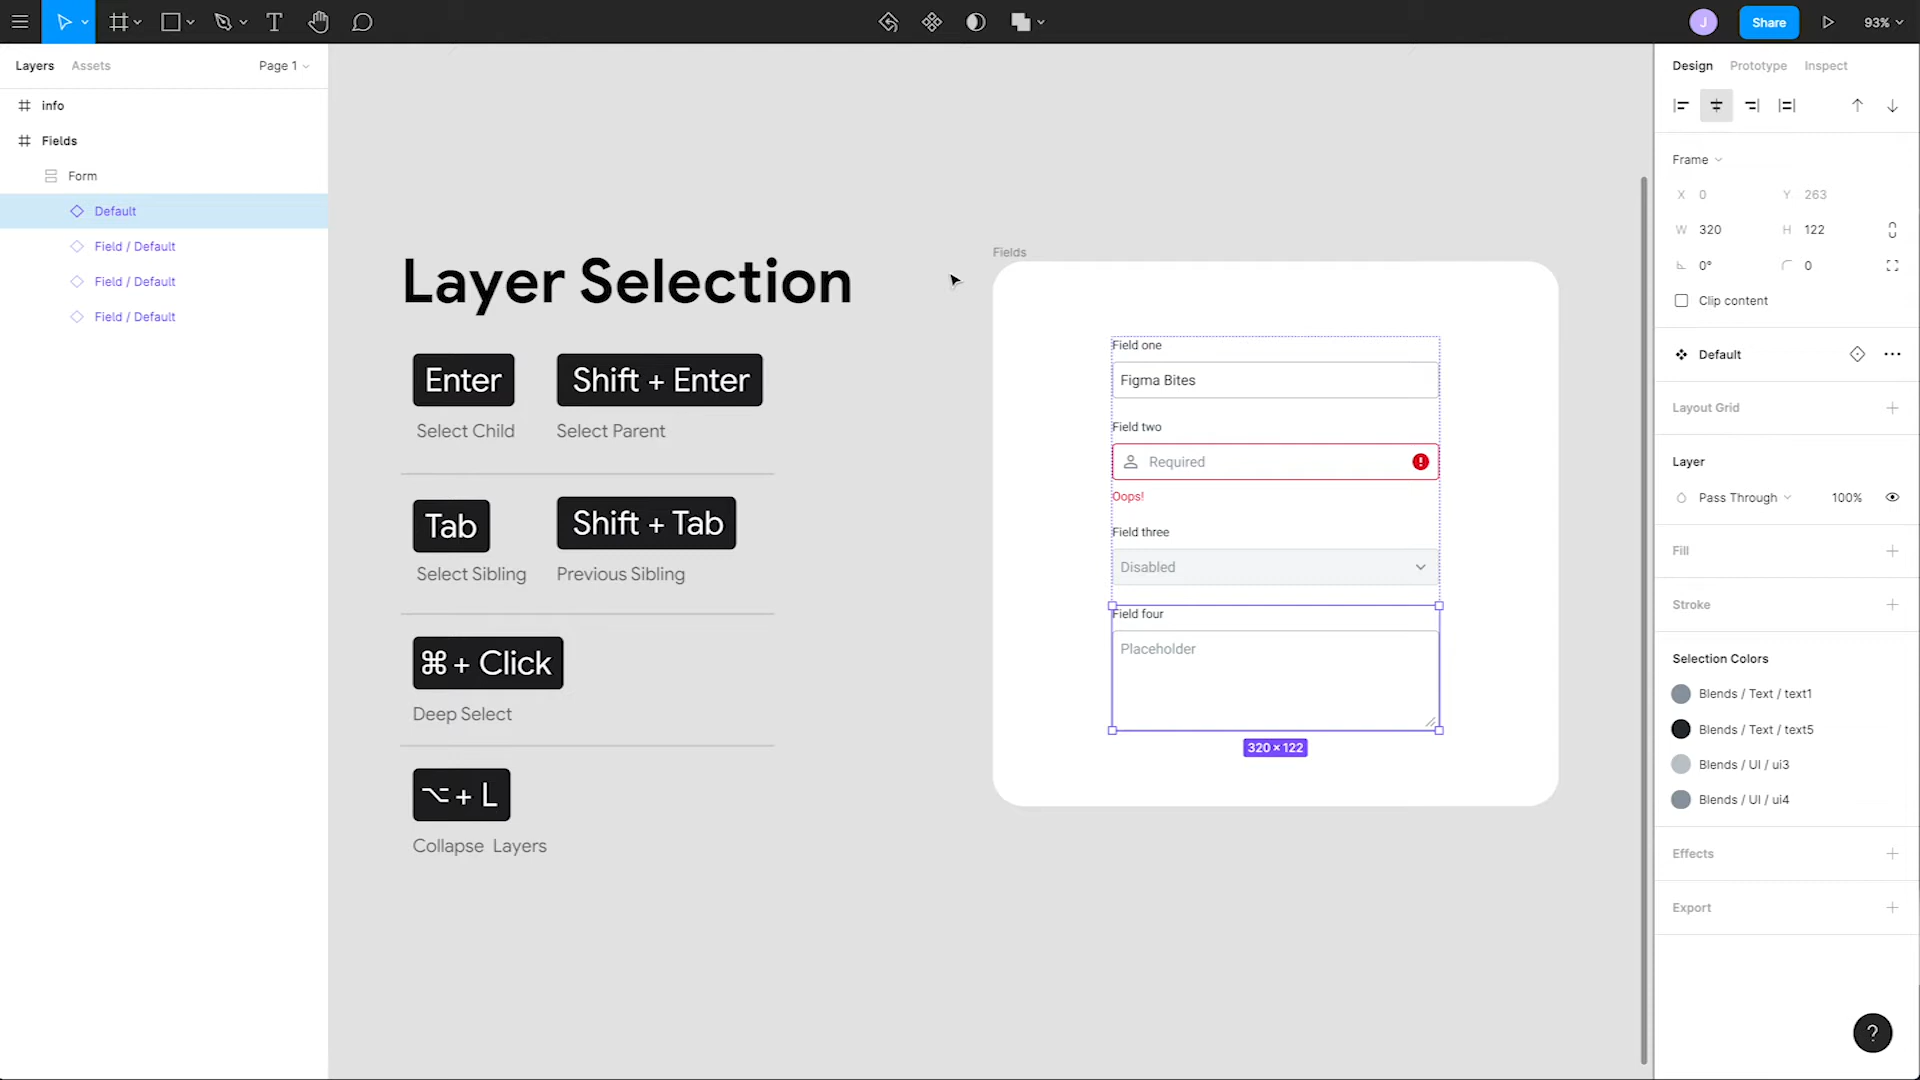 J
Share
93%
Layers
Assets
Page 1
info
Fields
Form
Default
Field / Default
Field / Default
Field / Default
Layer Selection
Enter
Shift + Enter
Select Child
Select Parent
Tab
Shift + Tab
Select Sibling
Previous Sibling
⌘ + Click
Deep Select
⌥ + L
Collapse Layers
Fields
Field one
Figma Bites
Field two
Required
Oops!
Field three
Disabled
Field four
Placeholder
320 × 122
Design
Prototype
Inspect
Frame
X 0
Y 263
W 320
H 122
0°
0
Clip content
Default
Layout Grid
Layer
Pass Through
100%
Fill
Stroke
Selection Colors
Blends / Text / text1
Blends / Text / text5
Blends / UI / ui3
Blends / UI / ui4
Effects
Export
?